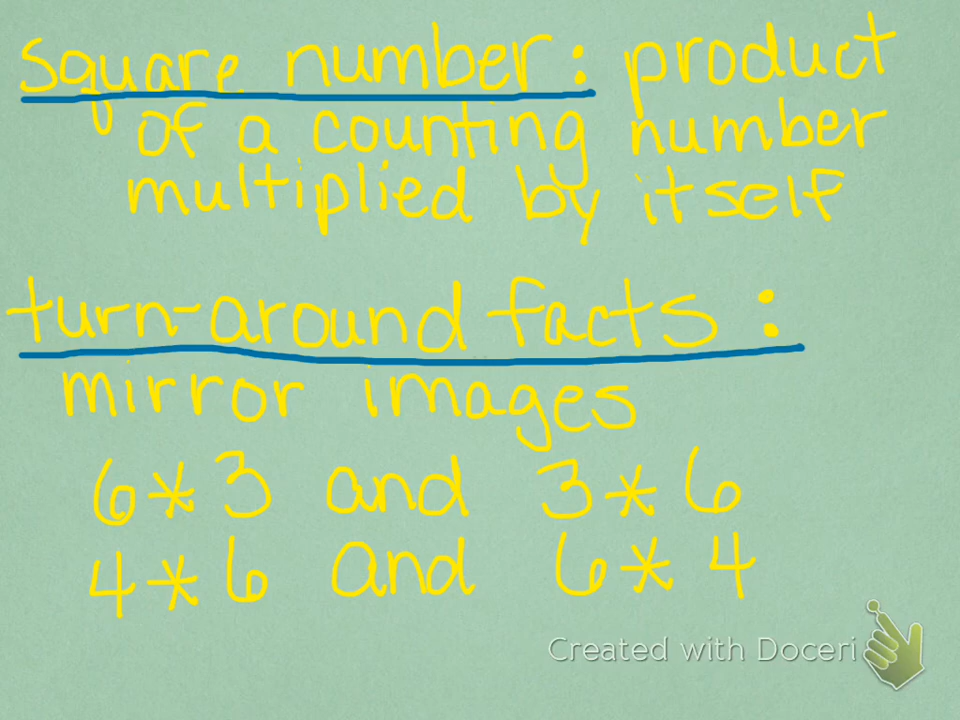 square number: product
of a counting number
multiplied by itself
turn-around facts:
mirror images
6*3 and 3*6
4*6 and 6*4
Created with Doceri